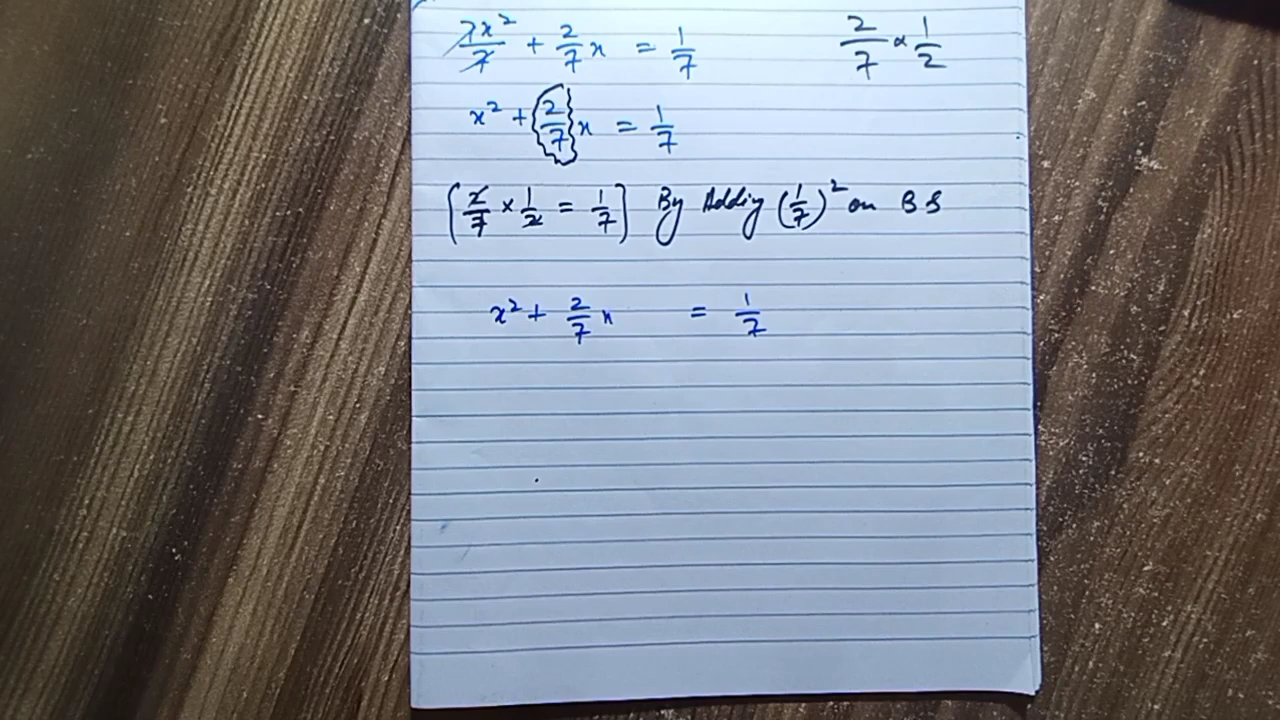 7x²/7 + 2/7 x = 1/7    2/7 × 1/2
x² + 2/7 x = 1/7
[2/7 × 1/2 = 1/7] By Adding (1/7)² on B S
x² + 2/7 x = 1/7